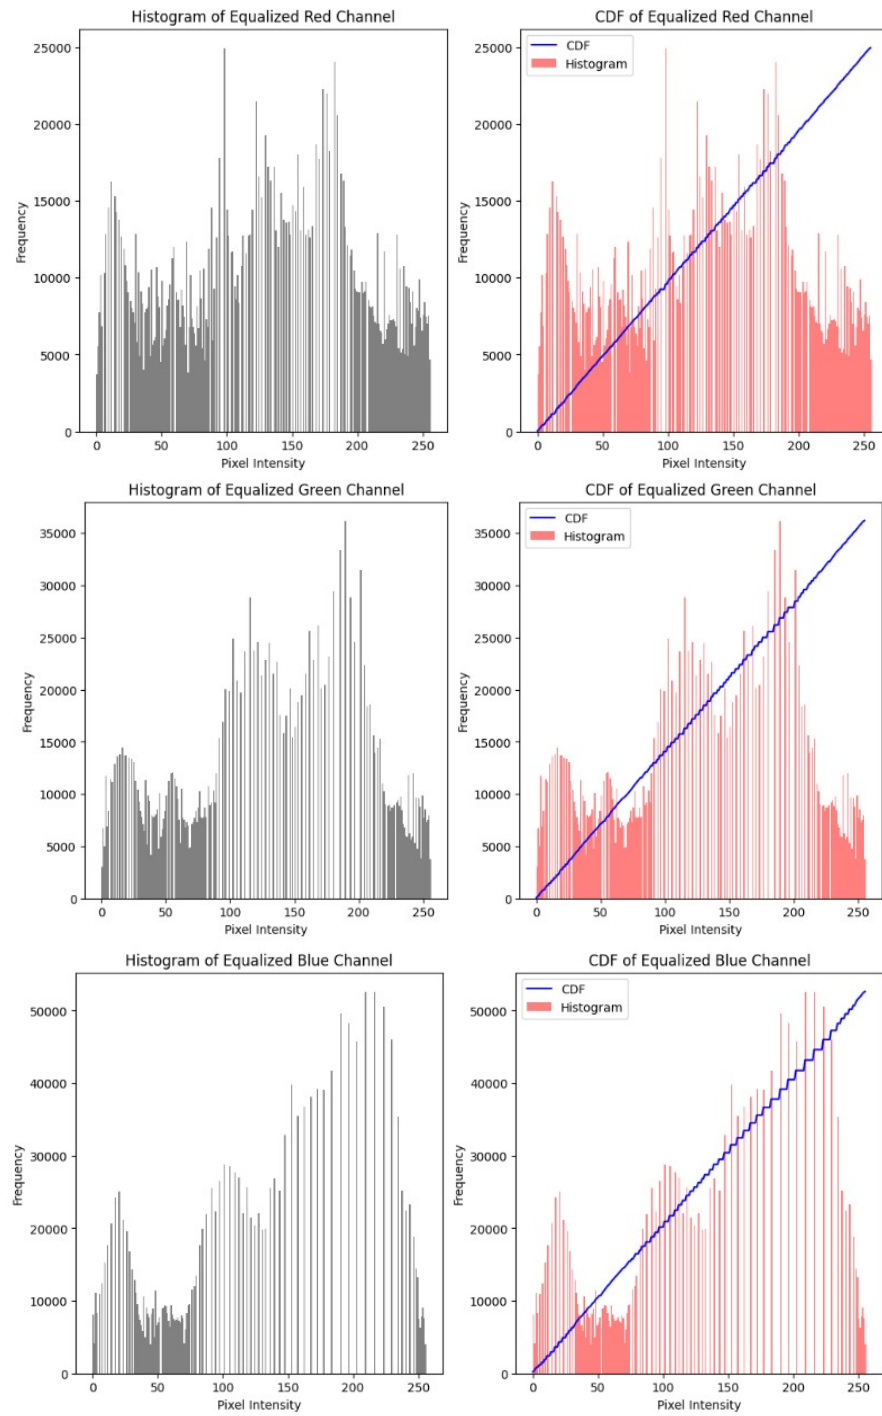 Histogram of Equalized Red Channel
25000
20000
15000
10000
5000
0
Frequency
0 50 100 150 200 250
Pixel Intensity
CDF of Equalized Red Channel
CDF
Histogram
25000
20000
15000
10000
5000
0
Frequency
0 50 100 150 200 250
Pixel Intensity
Histogram of Equalized Green Channel
35000
30000
25000
20000
15000
10000
5000
0
Frequency
0 50 100 150 200 250
Pixel Intensity
CDF of Equalized Green Channel
CDF
Histogram
35000
30000
25000
20000
15000
10000
5000
0
Frequency
0 50 100 150 200 250
Pixel Intensity
Histogram of Equalized Blue Channel
50000
40000
30000
20000
10000
0
Frequency
0 50 100 150 200 250
Pixel Intensity
CDF of Equalized Blue Channel
CDF
Histogram
50000
40000
30000
20000
10000
0
Frequency
0 50 100 150 200 250
Pixel Intensity